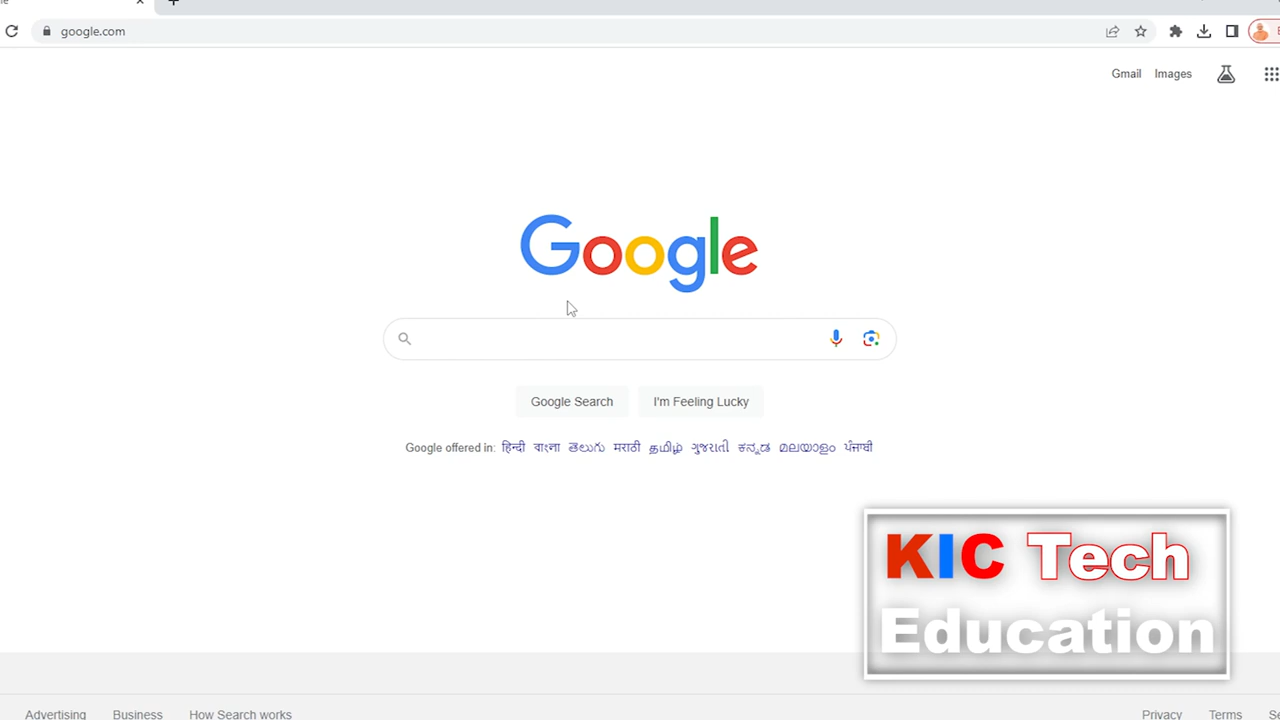 google.com
Gmail Images
Google
Google Search I'm Feeling Lucky
Google offered in: हिन्दी বাংলা తెలుగు मराठी தமிழ் ગુજરાતી ಕನ್ನಡ മലയാളം ਪੰਜਾਬੀ
KIC Tech
Education
Advertising Business How Search works Privacy Terms